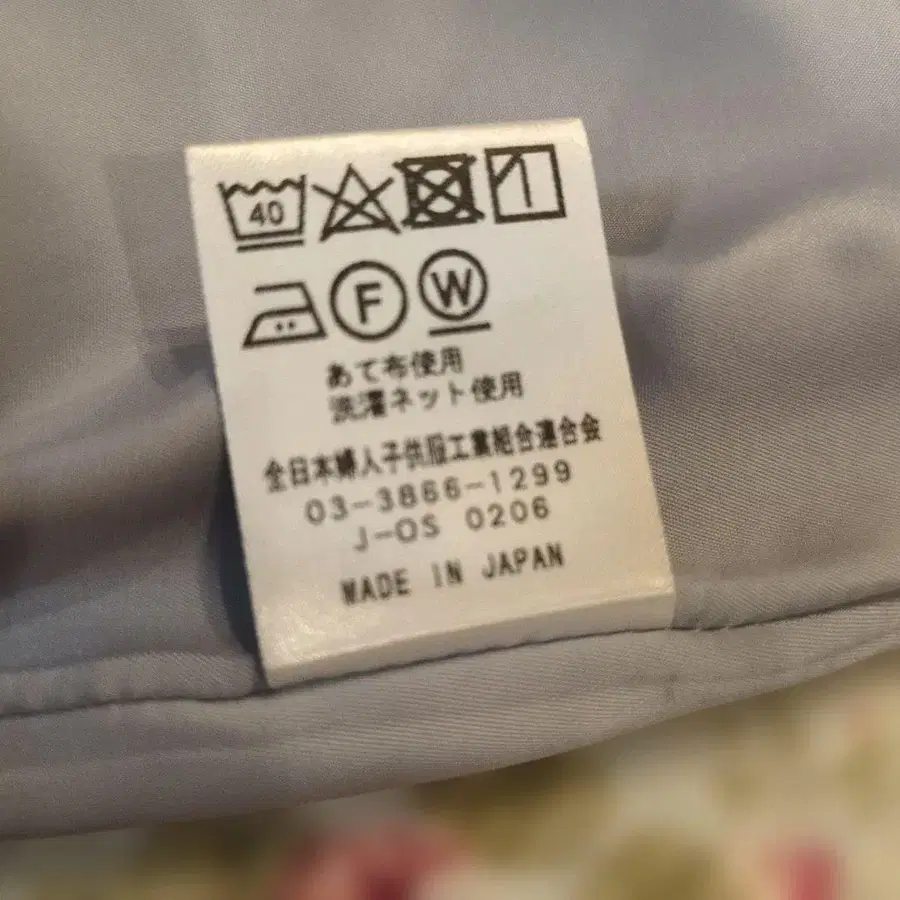 40
F W
あて布使用
洗濯ネット使用
全日本婦人子供服工業組合連合会
03-3866-1299
J-OS 0206
MADE IN JAPAN